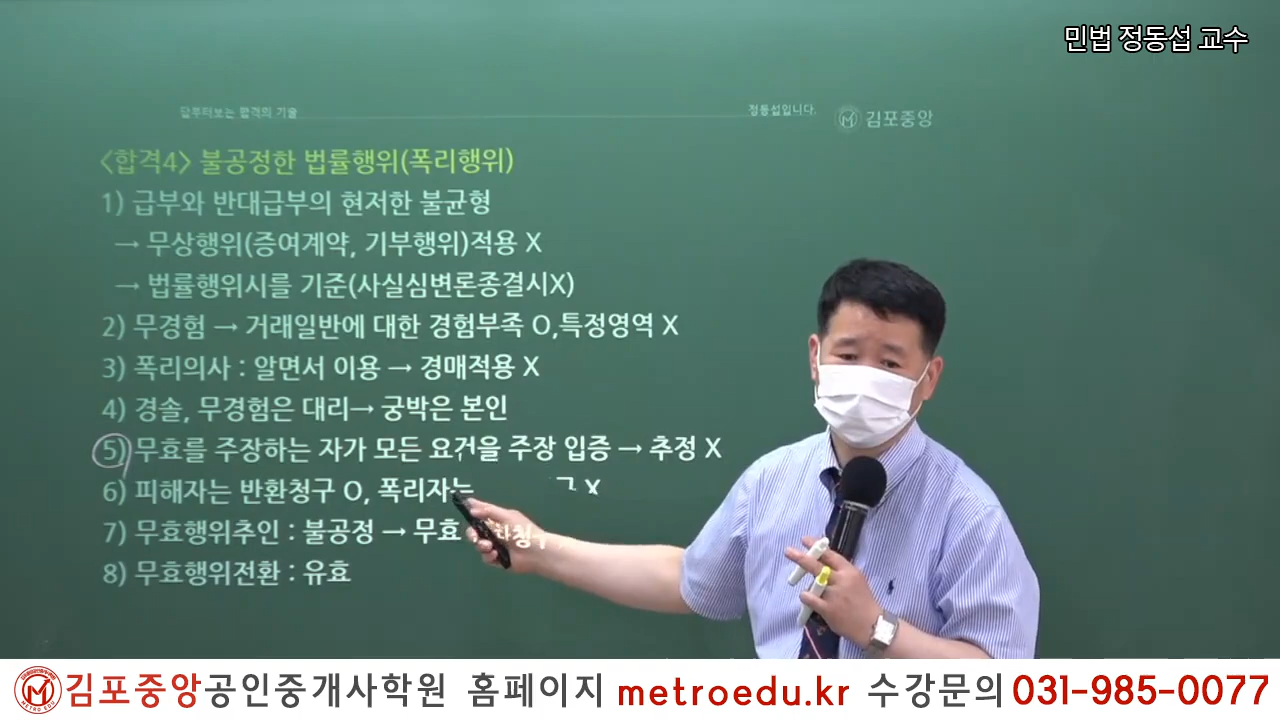 민법 정동섭 교수
답부터보는 합격의 기술
정동섭입니다.
김포중앙
<합격4> 불공정한 법률행위(폭리행위)
1) 급부와 반대급부의 현저한 불균형
→ 무상행위(증여계약, 기부행위)적용 X
→ 법률행위시를 기준(사실심변론종결시X)
2) 무경험 → 거래일반에 대한 경험부족 O,특정영역 X
3) 폭리의사 : 알면서 이용 → 경매적용 X
4) 경솔, 무경험은 대리→ 궁박은 본인
5) 무효를 주장하는 자가 모든 요건을 주장 입증 → 추정 X
6) 피해자는 반환청구 O, 폭리자는 X
7) 무효행위추인 : 불공정 → 무효
8) 무효행위전환 : 유효
김포중앙공인중개사학원 홈페이지 metroedu.kr 수강문의 031-985-0077